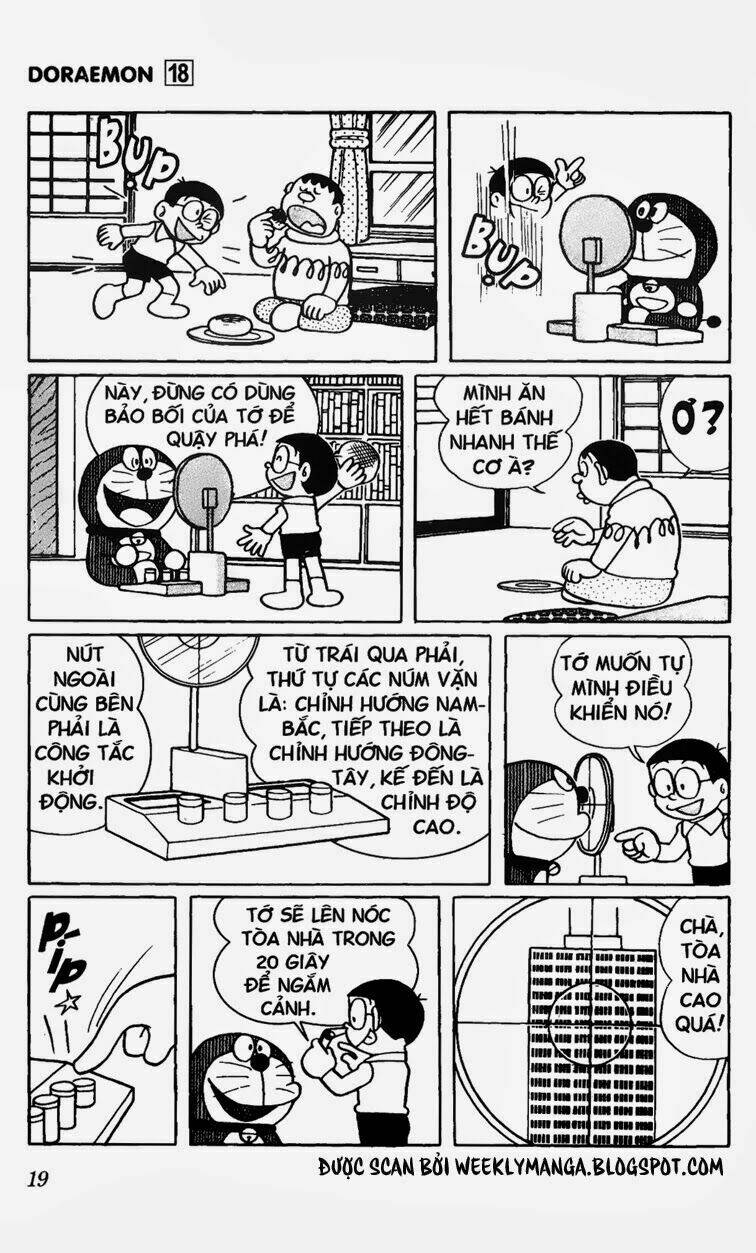 DORAEMON 18
BỤP
BỤP
NÀY, ĐỪNG CÓ DÙNG
BẢO BỐI CỦA TỚ ĐỂ
QUẬY PHÁ!
MÌNH ĂN
HẾT BÁNH
NHANH THẾ
CƠ À?
Ơ?
NÚT
NGOÀI
CÙNG BÊN
PHẢI LÀ
CÔNG TẮC
KHỞI
ĐỘNG.
TỪ TRÁI QUA PHẢI,
THỨ TỰ CÁC NÚM VẶN
LÀ: CHỈNH HƯỚNG NAM-
BẮC, TIẾP THEO LÀ
CHỈNH HƯỚNG ĐÔNG-
TÂY, KẾ ĐẾN LÀ
CHỈNH ĐỘ
CAO.
TỚ MUỐN TỰ
MÌNH ĐIỀU
KHIỂN NÓ!
PỊ-
ÍP
TỚ SẼ LÊN NÓC
TÒA NHÀ TRONG
20 GIÂY
ĐỂ NGẮM
CẢNH.
CHÀ,
TÒA
NHÀ
CAO
QUÁ!
19
ĐƯỢC SCAN BỞI WEEKLYMANGA.BLOGSPOT.COM